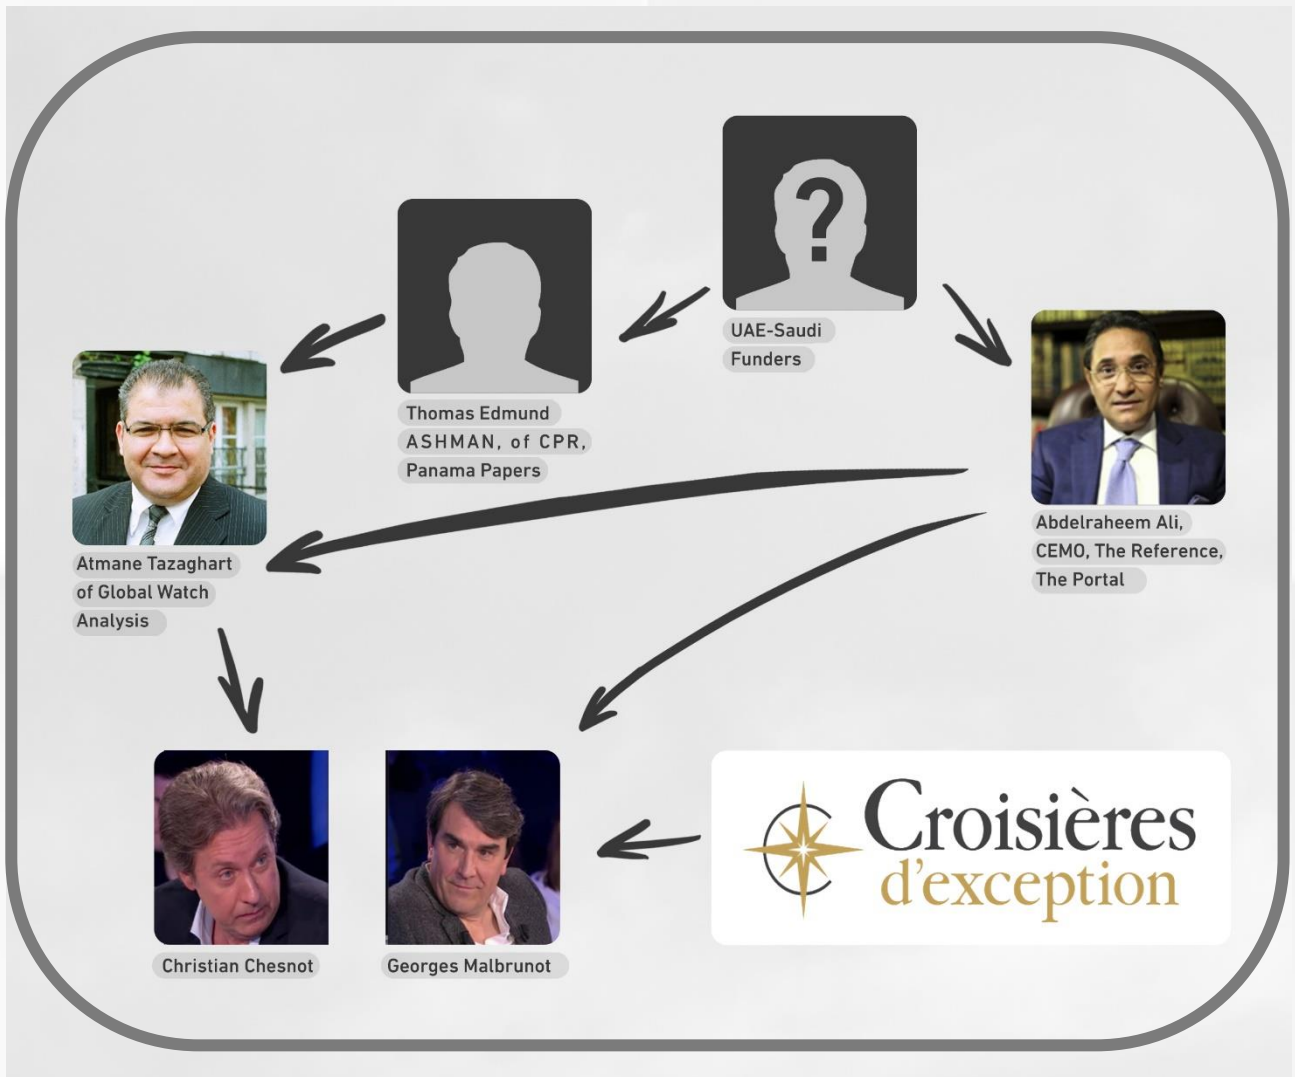 ?
UAE-Saudi
Funders
Thomas Edmund
ASHMAN, of CPR,
Panama Papers
Abdelraheem Ali,
CEMO, The Reference,
The Portal
Atmane Tazaghart
of Global Watch
Analysis
Croisières
d'exception
Christian Chesnot
Georges Malbrunot